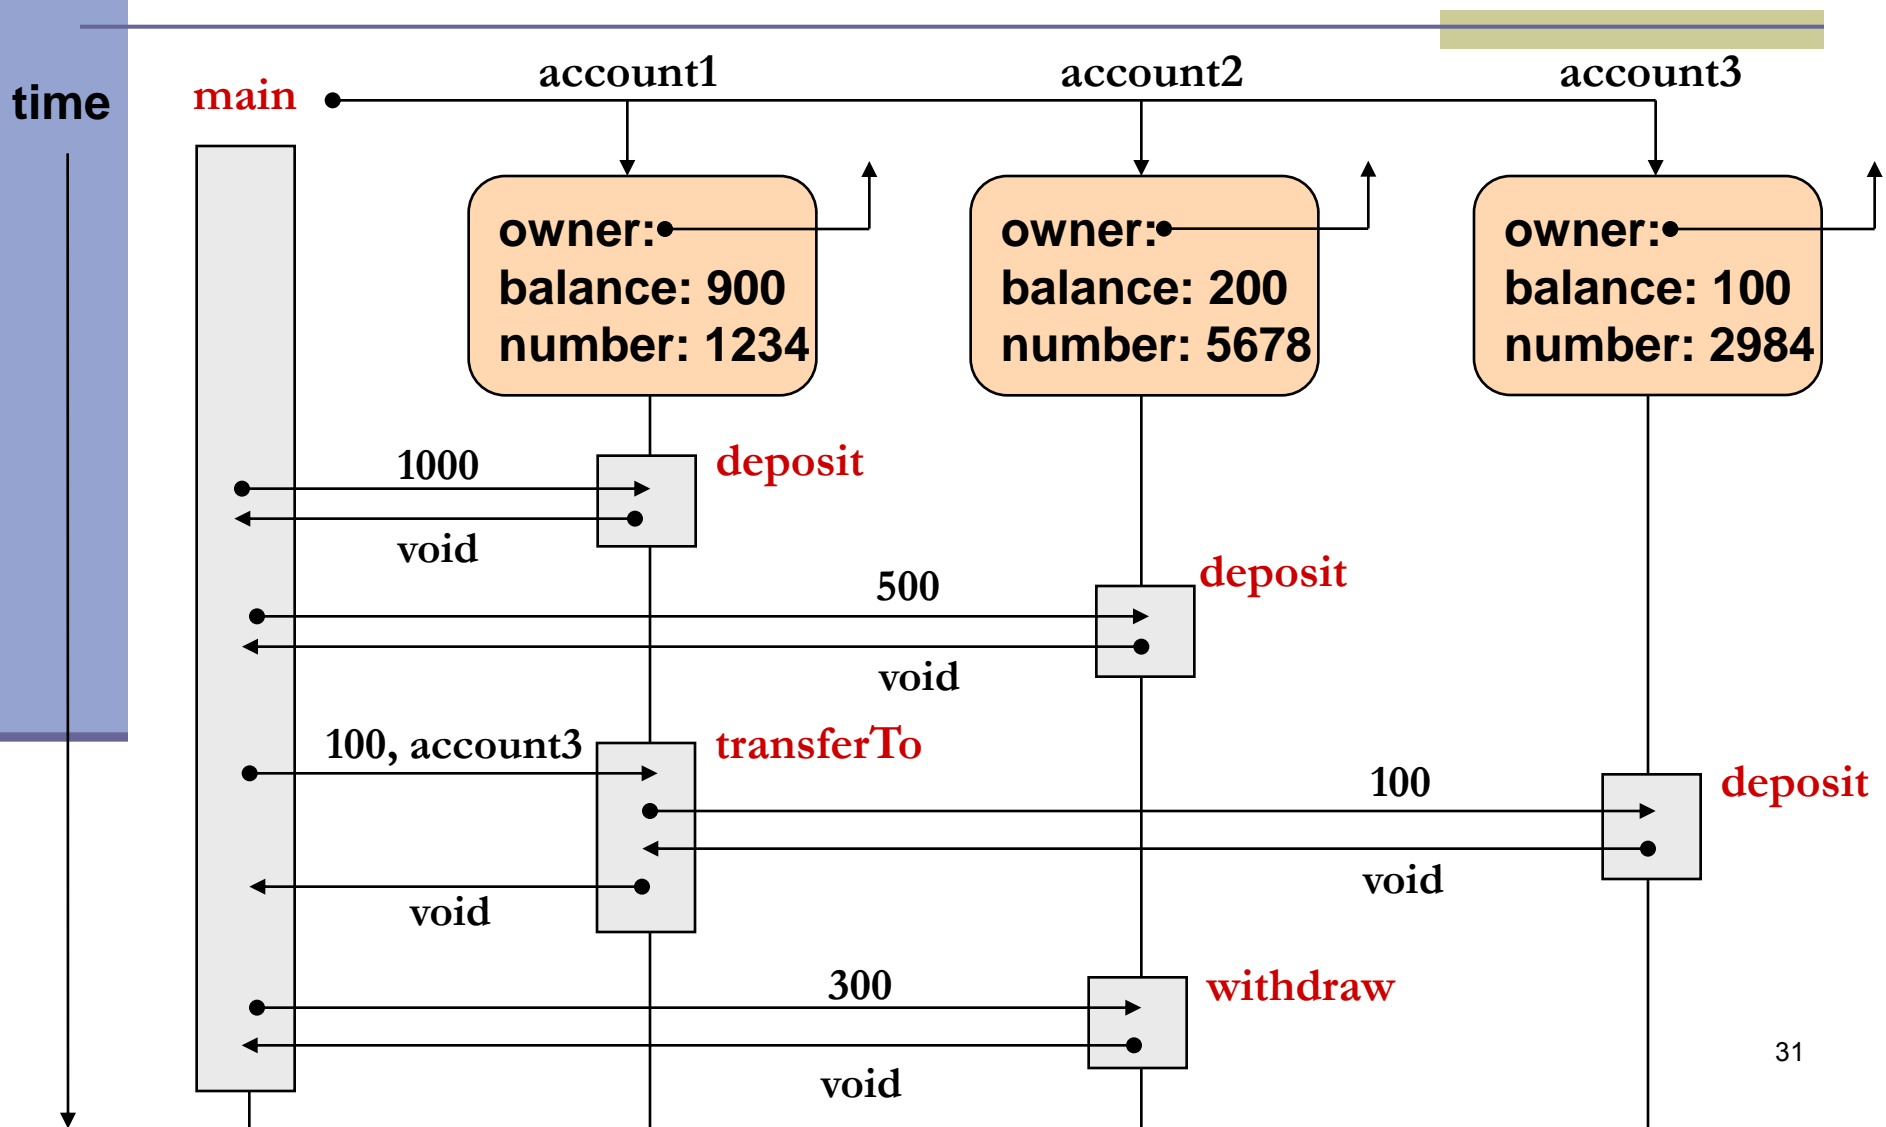 time
main
account1
account2
account3
owner:
balance: 900
number: 1234
owner:
balance: 200
number: 5678
owner:
balance: 100
number: 2984
1000
deposit
void
500
deposit
void
100, account3
transferTo
100
deposit
void
void
300
withdraw
void
31